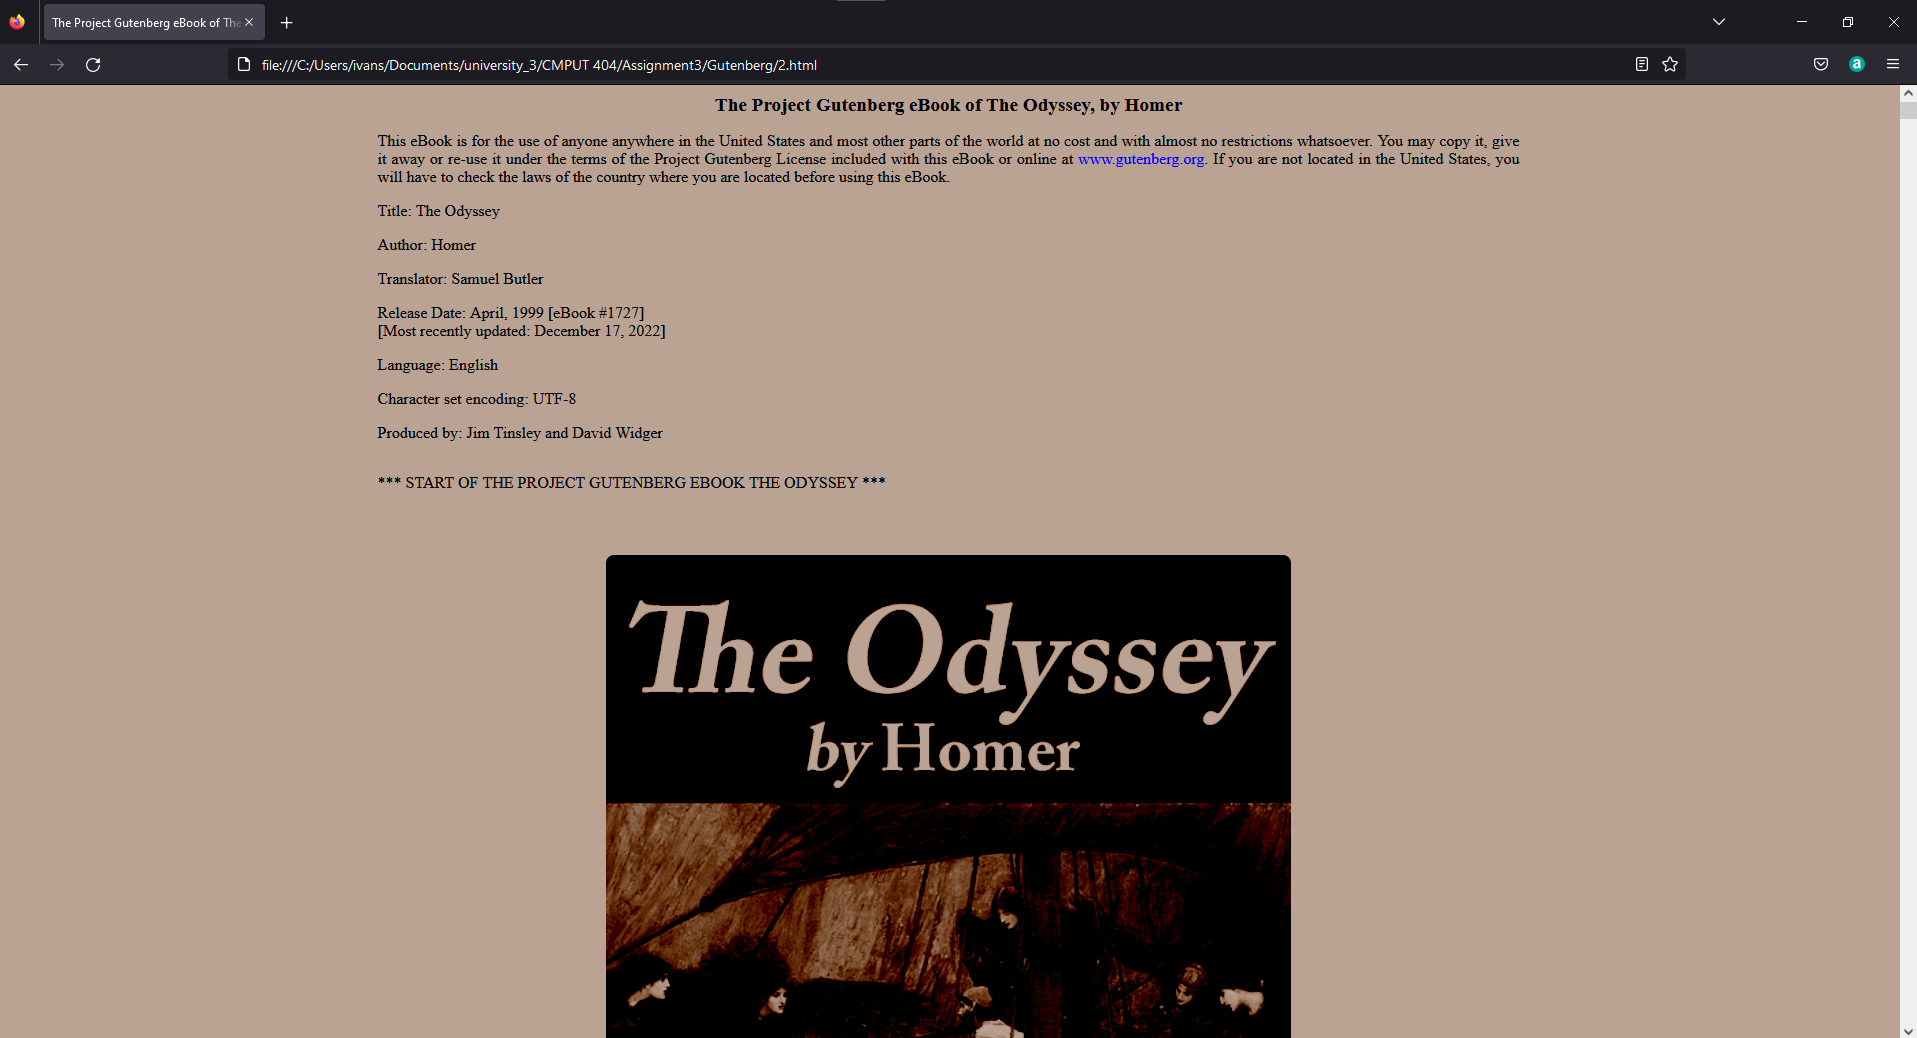 The Project Gutenberg eBook of The
file:///C:/Users/ivans/Documents/university_3/CMPUT 404/Assignment3/Gutenberg/2.html
The Project Gutenberg eBook of The Odyssey, by Homer
This eBook is for the use of anyone anywhere in the United States and most other parts of the world at no cost and with almost no restrictions whatsoever. You may copy it, give
it away or re-use it under the terms of the Project Gutenberg License included with this eBook or online at www.gutenberg.org. If you are not located in the United States, you
will have to check the laws of the country where you are located before using this eBook.
Title: The Odyssey
Author: Homer
Translator: Samuel Butler
Release Date: April, 1999 [eBook #1727]
[Most recently updated: December 17, 2022]
Language: English
Character set encoding: UTF-8
Produced by: Jim Tinsley and David Widger
*** START OF THE PROJECT GUTENBERG EBOOK THE ODYSSEY ***
The Odyssey
by Homer